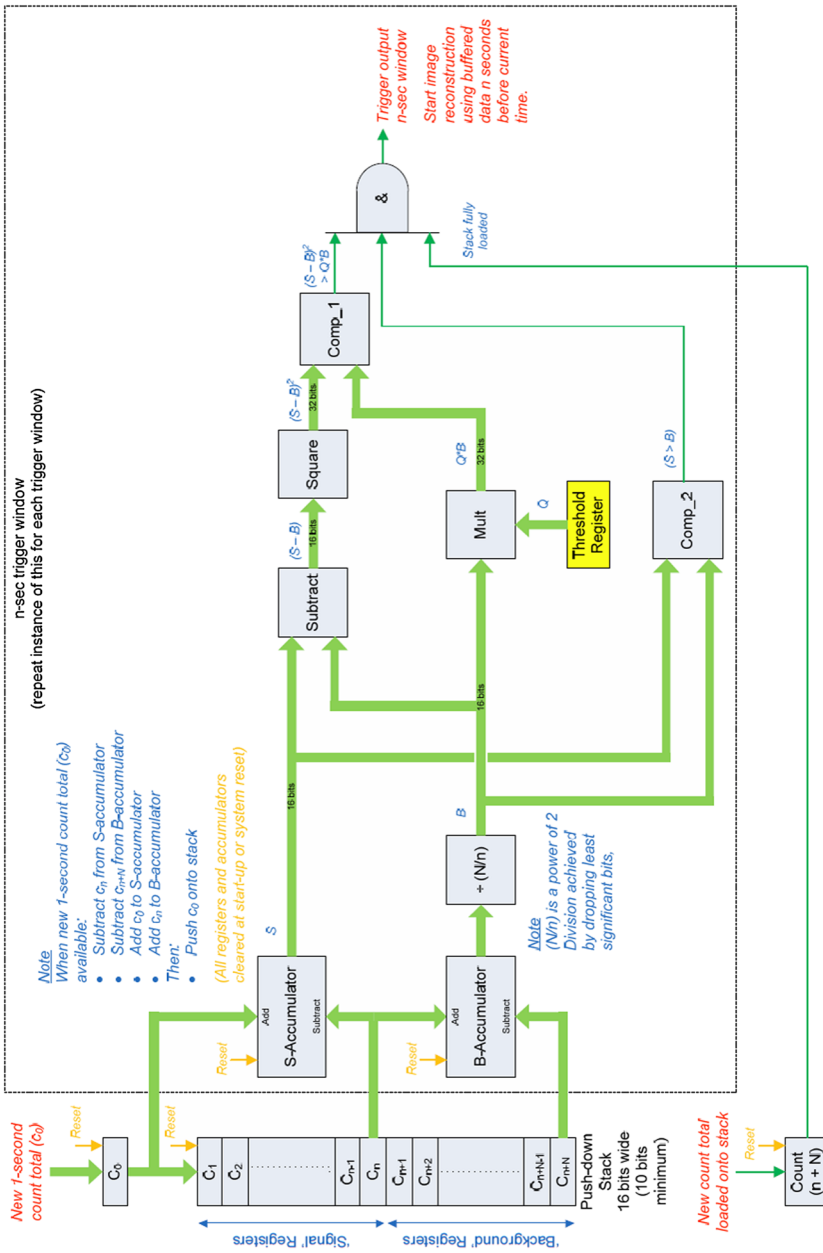 n-sec trigger window
(repeat instance of this for each trigger window)
New 1-second
count total (c0)
Reset
C0
Reset
C1
C2
Cn-1
Cn
Cn+1
Cn+2
Cn+N-1
Cn+N
'Signal' Registers
'Background' Registers
Push-down
Stack
16 bits wide
(10 bits
minimum)
New count total
loaded onto stack
Reset
Count
(n + N)
Note
When new 1-second count total (c0)
available:
• Subtract cn from S-accumulator
• Subtract cn+N from B-accumulator
• Add c0 to S-accumulator
• Add cn to B-accumulator
Then:
• Push c0 onto stack
(All registers and accumulators
cleared at start-up or system reset)
Reset
Add
S-Accumulator
Subtract
S
16 bits
Reset
Add
B-Accumulator
Subtract
÷ (N/n)
B
16 bits
Note
(N/n) is a power of 2
Division achieved
by dropping least
significant bits,
Subtract
(S – B)
16 bits
Square
(S – B)²
32 bits
Comp_1
(S – B)²
> Q*B
Mult
Q*B
32 bits
Q
Threshold
Register
Comp_2
(S > B)
Stack fully
loaded
&
Trigger output
n-sec window
Start image
reconstruction
using buffered
data n seconds
before current
time.